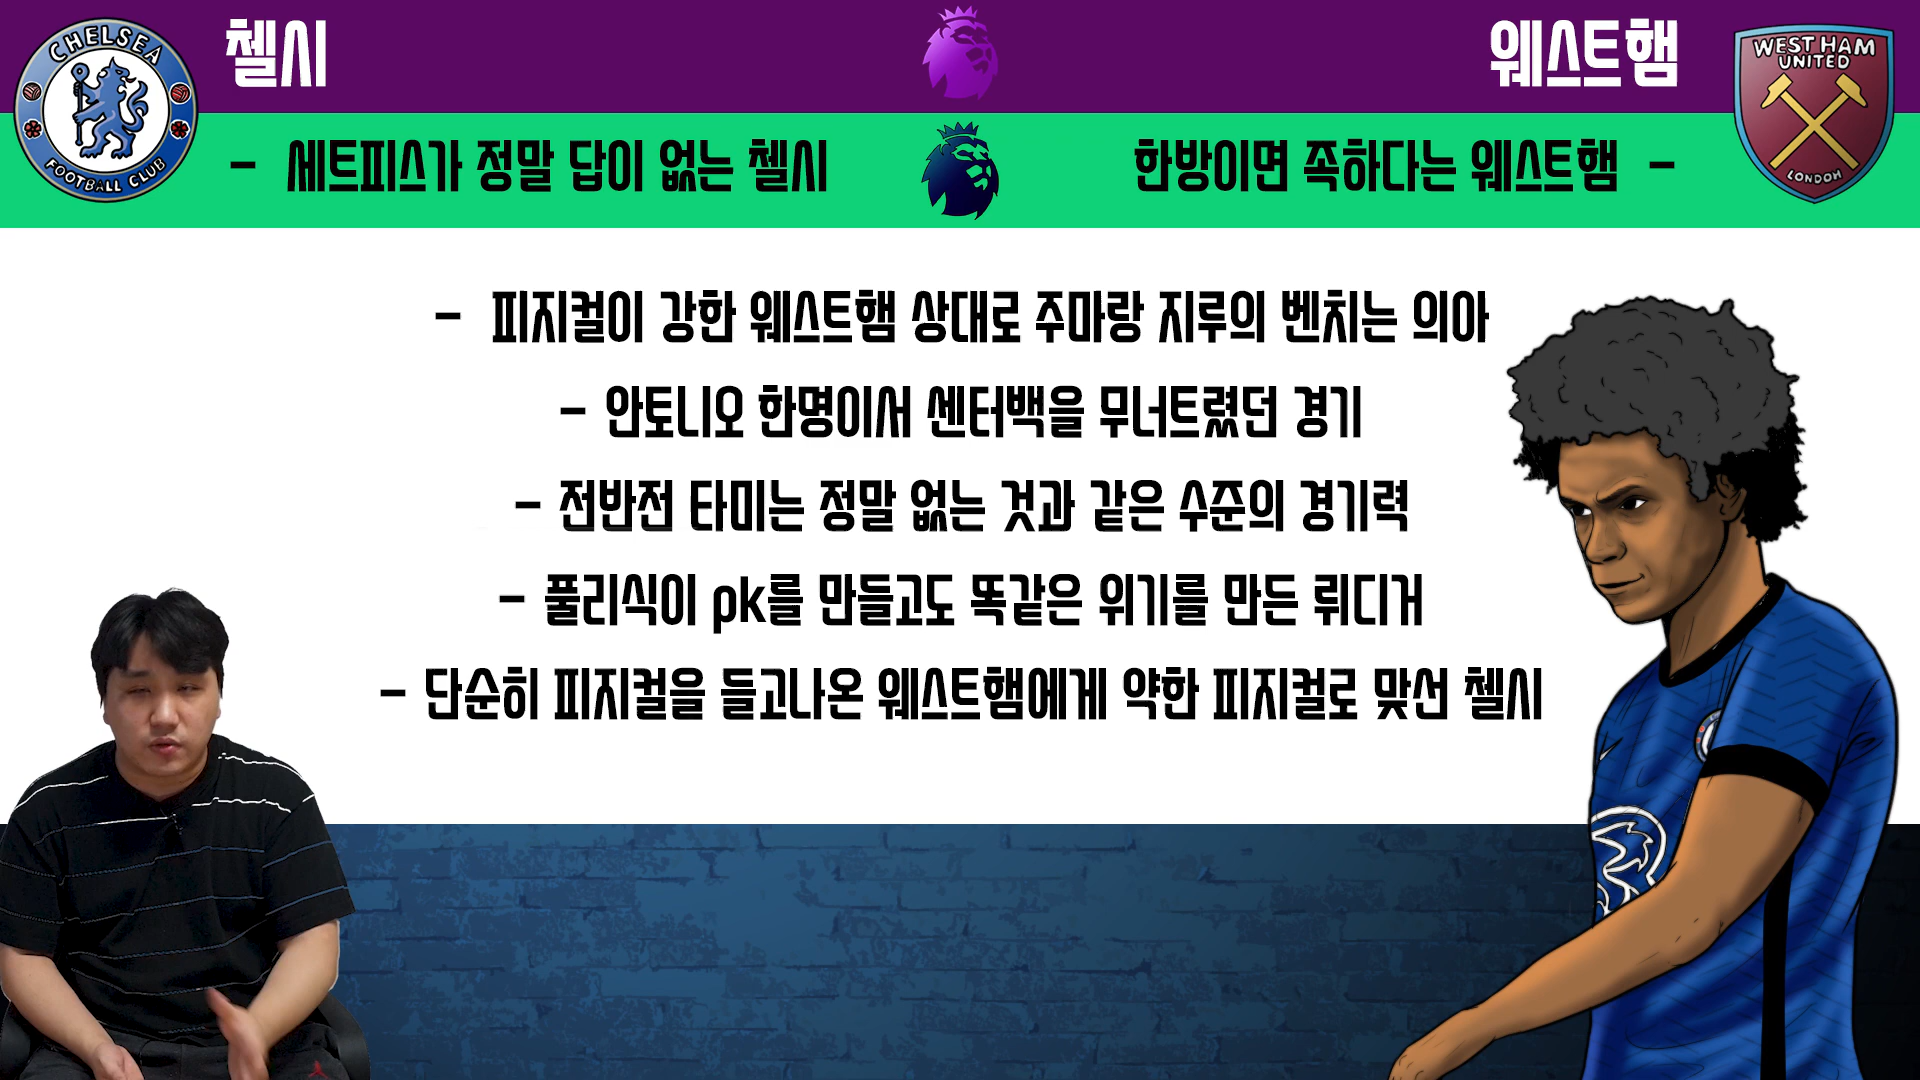 CHELSEA
FOOTBALL CLUB
첼시
웨스트햄
WEST HAM
UNITED
LONDON
- 세트피스가 정말 답이 없는 첼시
한방이면 족하다는 웨스트햄 -
- 피지컬이 강한 웨스트햄 상대로 주마랑 지루의 벤치는 의아
- 안토니오 한명이서 센터백을 무너트렸던 경기
- 전반전 타미는 정말 없는 것과 같은 수준의 경기력
- 풀리식이 pk를 만들고도 똑같은 위기를 만든 뤼디거
- 단순히 피지컬을 들고나온 웨스트햄에게 약한 피지컬로 맞선 첼시
3